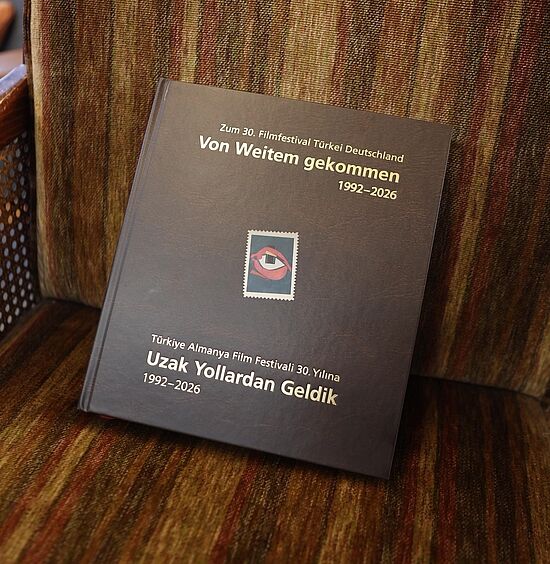 Zum 30. Filmfestival Türkei Deutschland
Von Weitem gekommen
1992–2026
Türkiye Almanya Film Festivali 30. Yılına
Uzak Yollardan Geldik
1992–2026